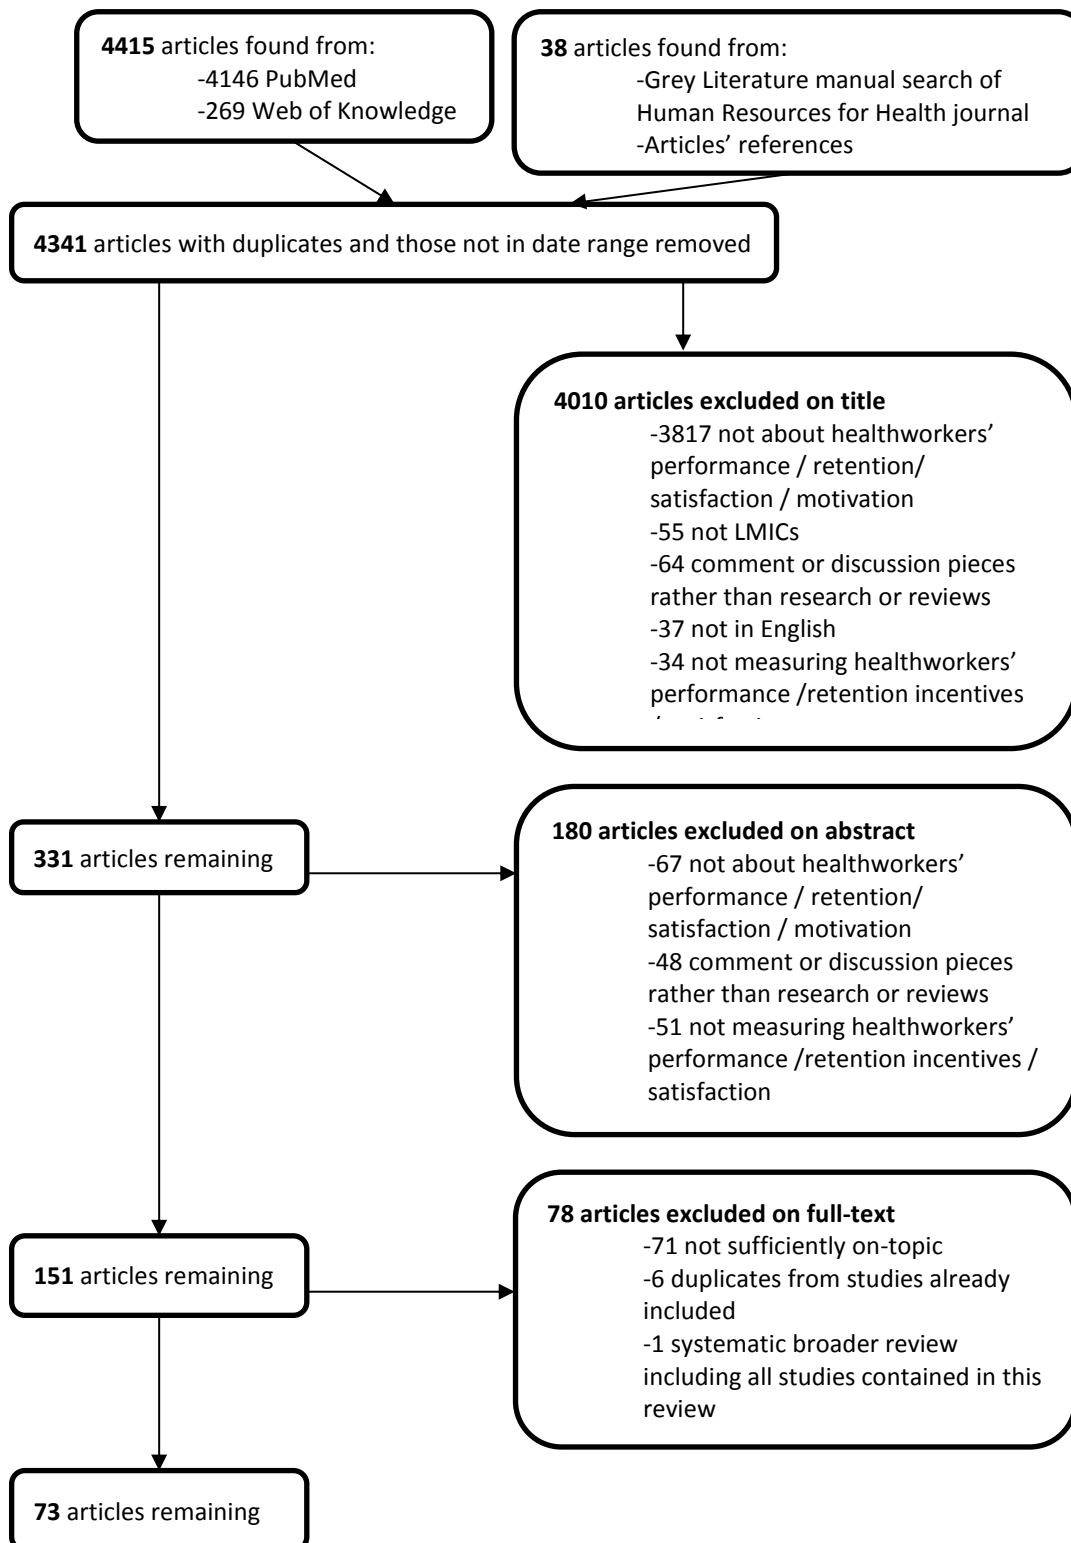 4415 articles found from:
-4146 PubMed
-269 Web of Knowledge
38 articles found from:
-Grey Literature manual search of
Human Resources for Health journal
-Articles’ references
4341 articles with duplicates and those not in date range removed
4010 articles excluded on title
-3817 not about healthworkers’
performance / retention/
satisfaction / motivation
-55 not LMICs
-64 comment or discussion pieces
rather than research or reviews
-37 not in English
-34 not measuring healthworkers’
performance /retention incentives
331 articles remaining
180 articles excluded on abstract
-67 not about healthworkers’
performance / retention/
satisfaction / motivation
-48 comment or discussion pieces
rather than research or reviews
-51 not measuring healthworkers’
performance /retention incentives /
satisfaction
151 articles remaining
78 articles excluded on full-text
-71 not sufficiently on-topic
-6 duplicates from studies already
included
-1 systematic broader review
including all studies contained in this
review
73 articles remaining